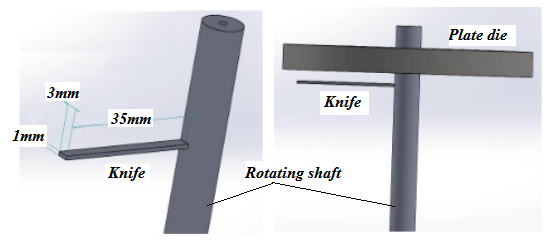 3mm
35mm
1mm
Knife
Rotating shaft
Plate die
Knife